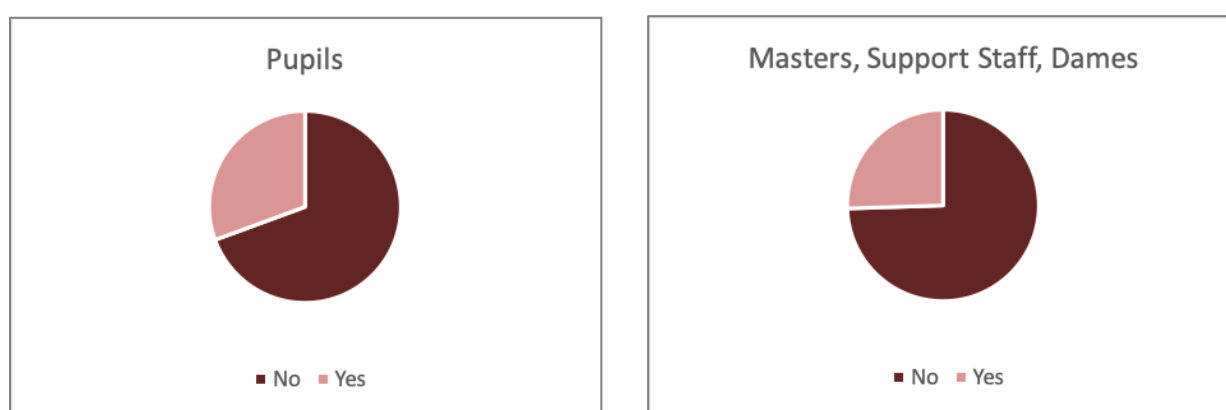 Pupils
No Yes
Masters, Support Staff, Dames
No Yes